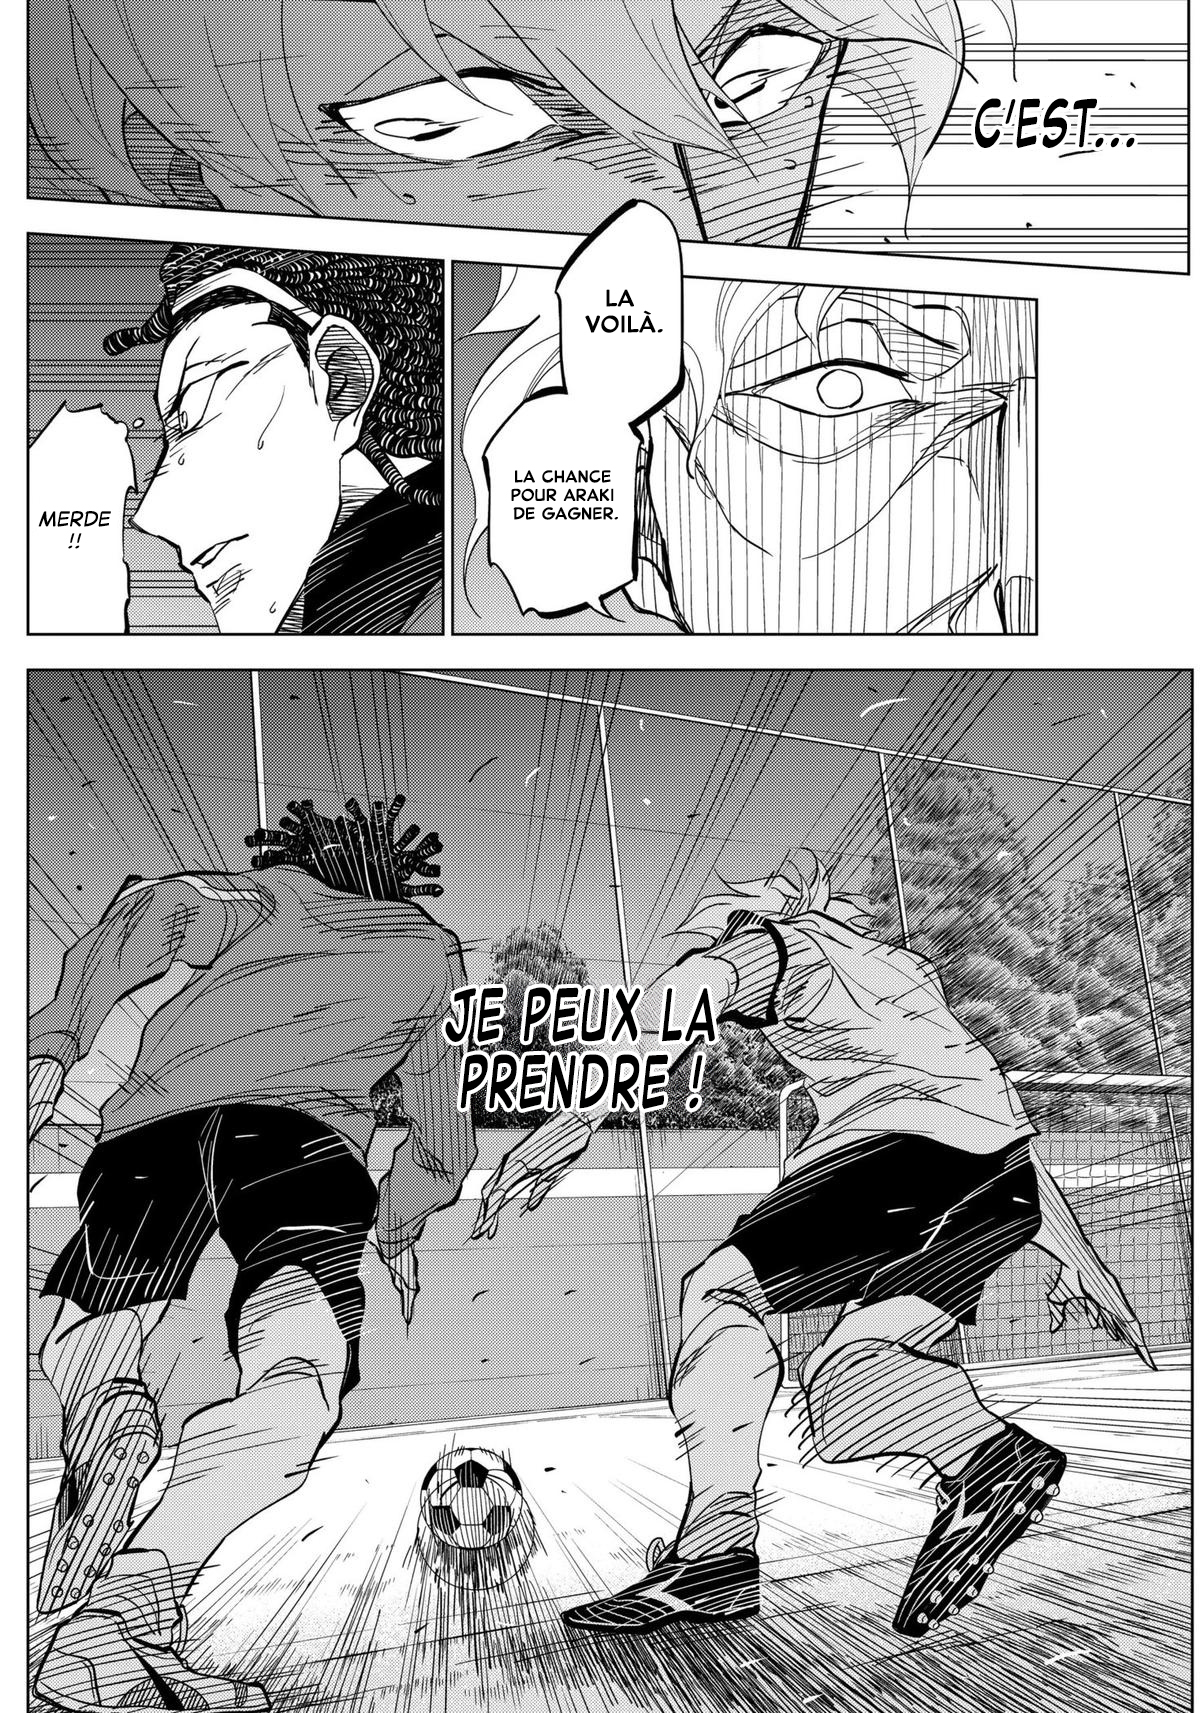 C'EST...
LA
VOILÀ.
LA CHANCE
POUR ARAKI
DE GAGNER.
MERDE
!!
JE PEUX LA
PRENDRE !